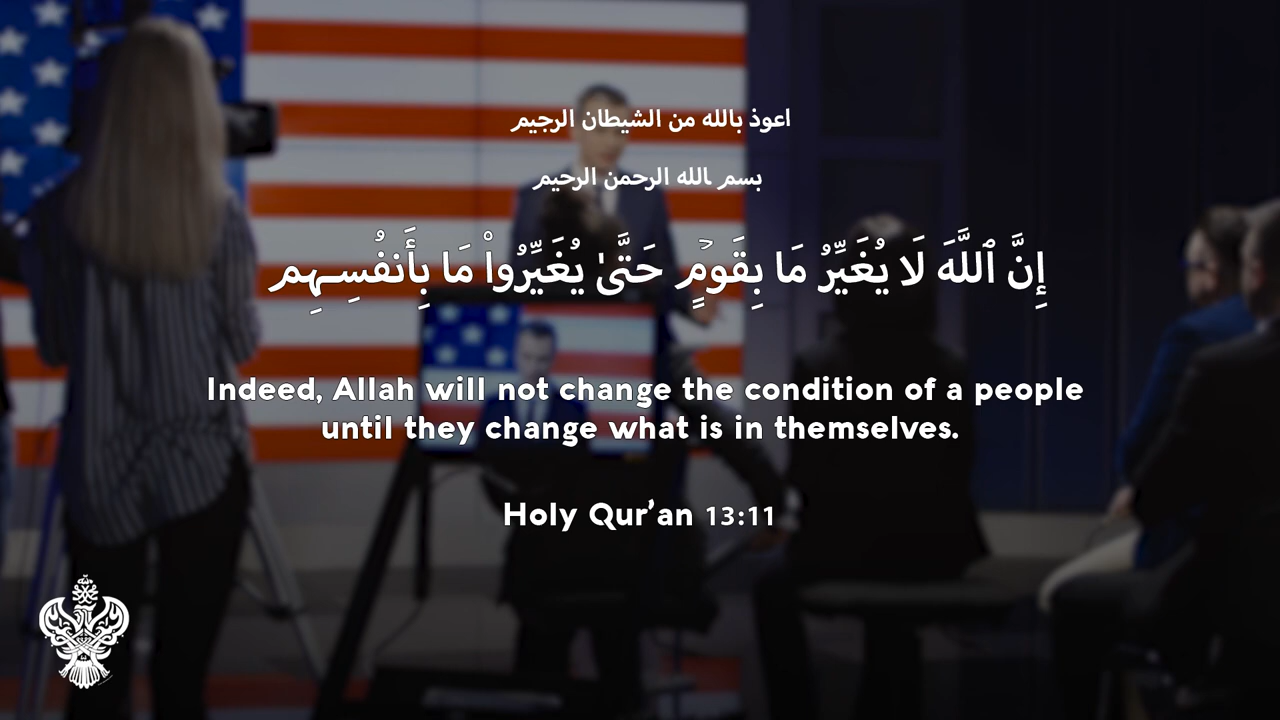 اعوذ بالله من الشيطان الرجيم
بسم الله الرحمن الرحيم
إِنَّ ٱللَّهَ لَا يُغَيِّرُ مَا بِقَوۡمٍ حَتَّىٰ يُغَيِّرُواْ مَا بِأَنفُسِهِم
Indeed, Allah will not change the condition of a people
until they change what is in themselves.
Holy Qur’an 13:11